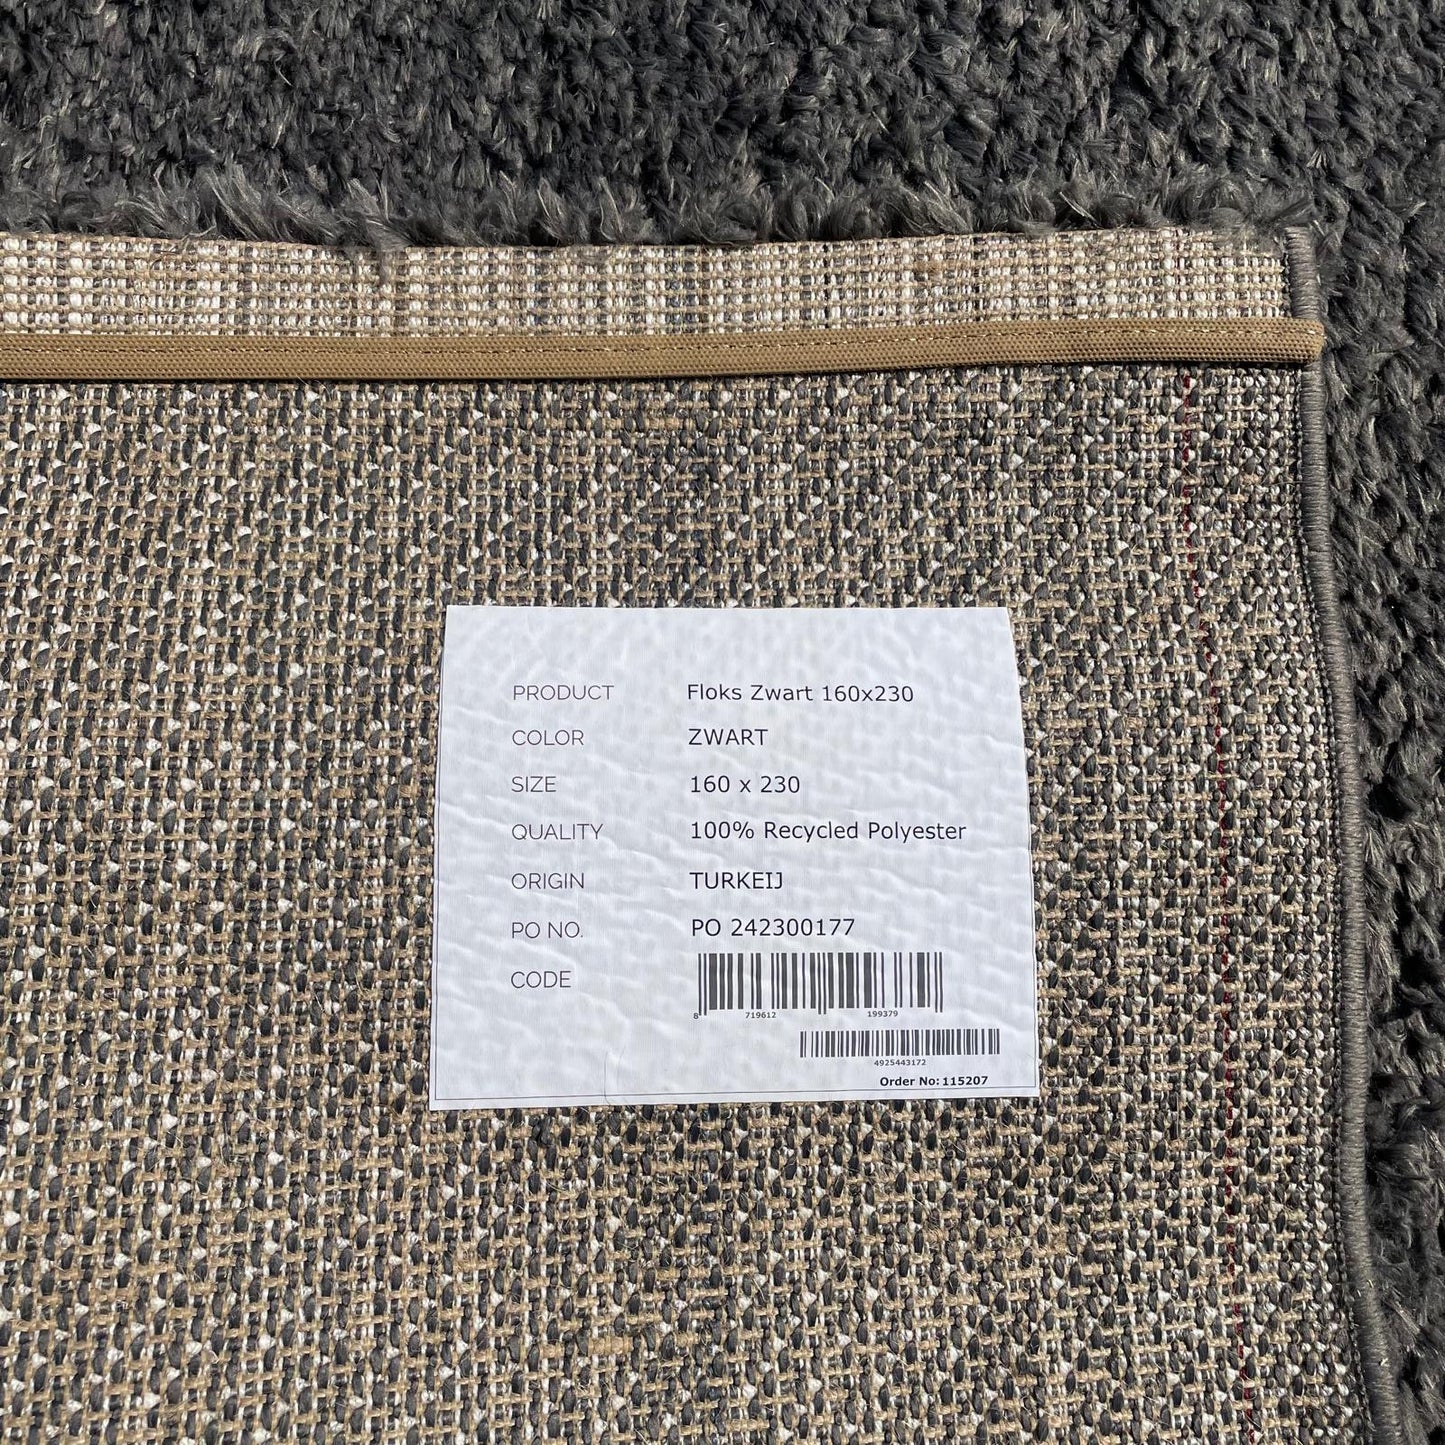 PRODUCT Floks Zwart 160x230
COLOR ZWART
SIZE 160 x 230
QUALITY 100% Recycled Polyester
ORIGIN TURKEIJ
PO NO. PO 242300177
CODE
8 719612 199379
4925443172
Order No: 115207